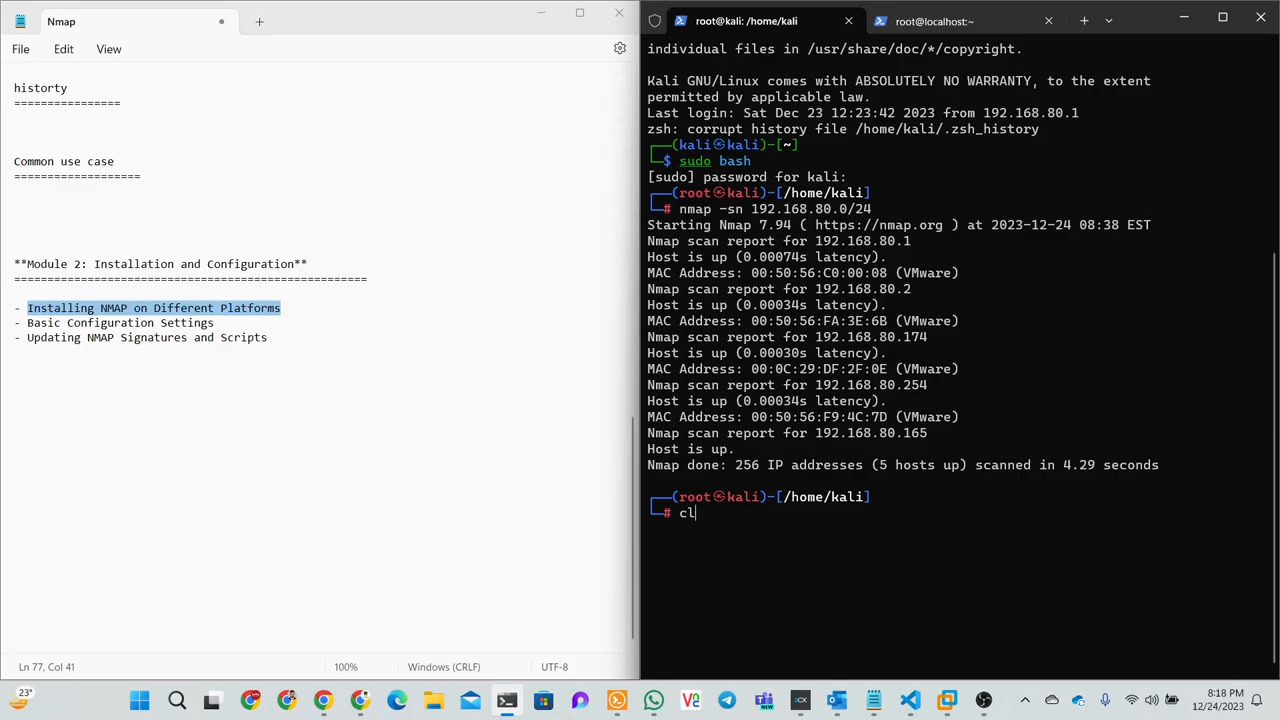 Nmap
File Edit View
historty
================
Common use case
===================
**Module 2: Installation and Configuration**
=====================================================
- Installing NMAP on Different Platforms
- Basic Configuration Settings
- Updating NMAP Signatures and Scripts
Ln 77, Col 41 100% Windows (CRLF) UTF-8
root@kali: /home/kali root@localhost:~
individual files in /usr/share/doc/*/copyright.
Kali GNU/Linux comes with ABSOLUTELY NO WARRANTY, to the extent
permitted by applicable law.
Last login: Sat Dec 23 12:23:42 2023 from 192.168.80.1
zsh: corrupt history file /home/kali/.zsh_history
┌──(kali㉿kali)-[~]
└─$ sudo bash
[sudo] password for kali:
┌──(root㉿kali)-[/home/kali]
└─# nmap -sn 192.168.80.0/24
Starting Nmap 7.94 ( https://nmap.org ) at 2023-12-24 08:38 EST
Nmap scan report for 192.168.80.1
Host is up (0.00074s latency).
MAC Address: 00:50:56:C0:00:08 (VMware)
Nmap scan report for 192.168.80.2
Host is up (0.00034s latency).
MAC Address: 00:50:56:FA:3E:6B (VMware)
Nmap scan report for 192.168.80.174
Host is up (0.00030s latency).
MAC Address: 00:0C:29:DF:2F:0E (VMware)
Nmap scan report for 192.168.80.254
Host is up (0.00034s latency).
MAC Address: 00:50:56:F9:4C:7D (VMware)
Nmap scan report for 192.168.80.165
Host is up.
Nmap done: 256 IP addresses (5 hosts up) scanned in 4.29 seconds
┌──(root㉿kali)-[/home/kali]
└─# cl
23°
8:18 PM
12/24/2023